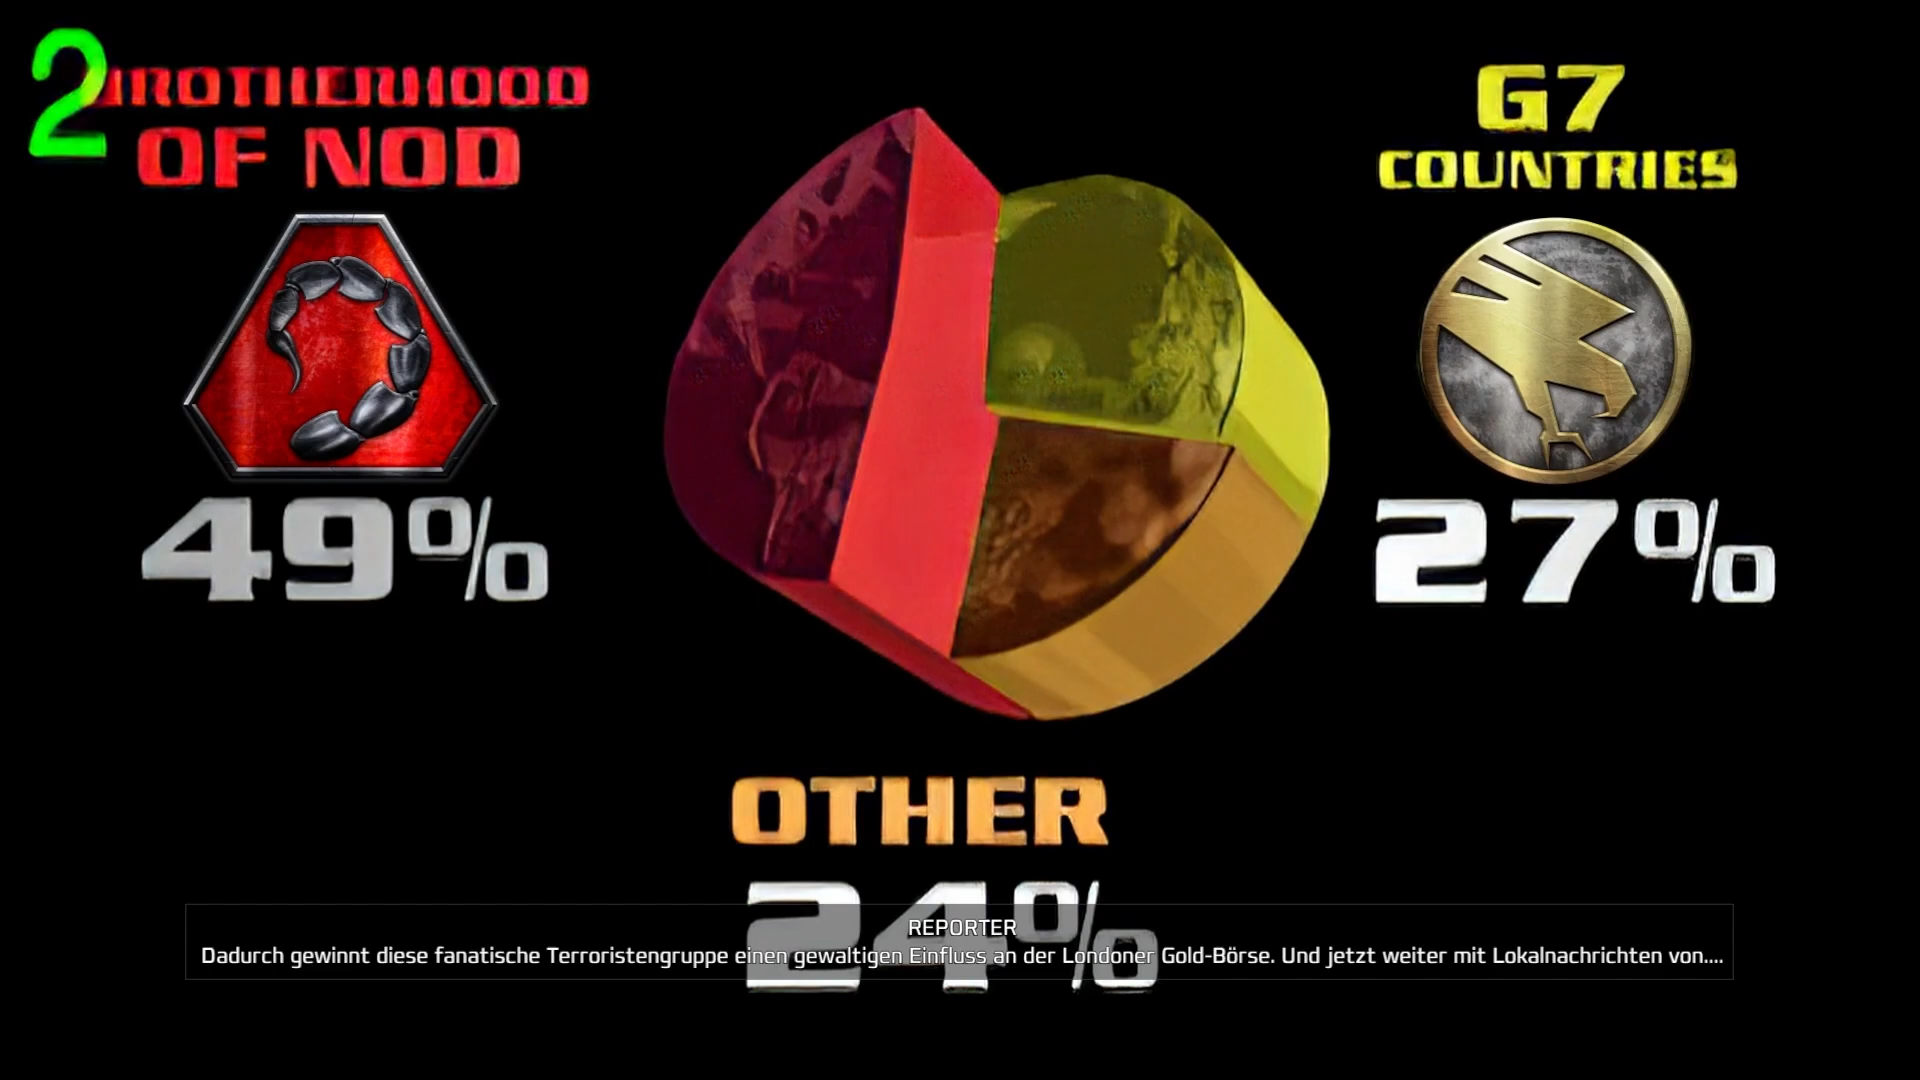 2
BROTHERHOOD
OF NOD
49%
G7
COUNTRIES
27%
OTHER
24%
REPORTER
Dadurch gewinnt diese fanatische Terroristengruppe einen gewaltigen Einfluss an der Londoner Gold-Börse. Und jetzt weiter mit Lokalnachrichten von....